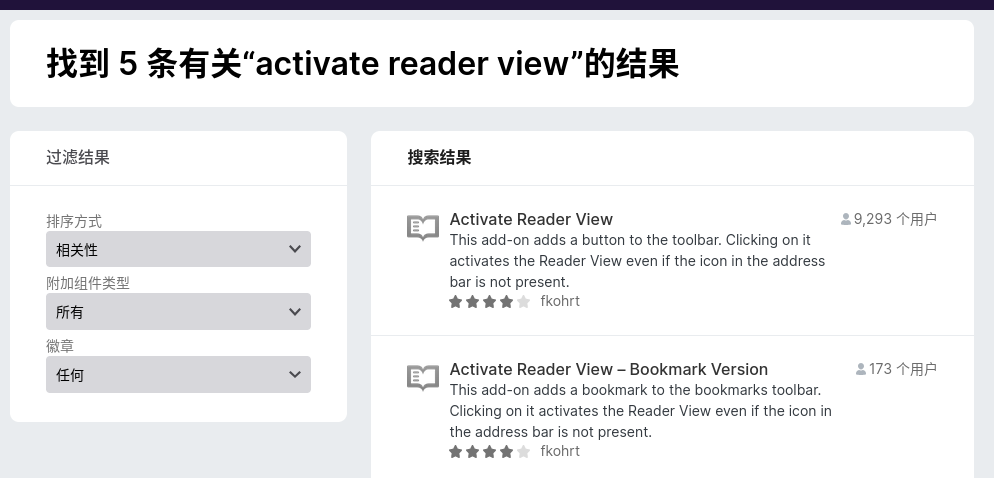 找到 5 条有关“activate reader view”的结果
过滤结果
排序方式
相关性
附加组件类型
所有
徽章
任何
搜索结果
Activate Reader View
9,293 个用户
This add-on adds a button to the toolbar. Clicking on it
activates the Reader View even if the icon in the address
bar is not present.
fkohrt
Activate Reader View – Bookmark Version
173 个用户
This add-on adds a bookmark to the bookmarks toolbar.
Clicking on it activates the Reader View even if the icon in
the address bar is not present.
fkohrt